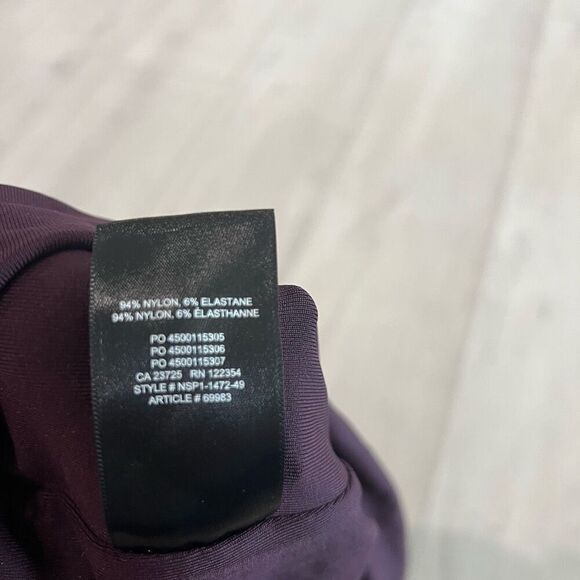 94% NYLON, 6% ELASTANE
94% NYLON, 6% ÉLASTHANNE
PO 4500115305
PO 4500115306
PO 4500115307
CA 23725 RN 122354
STYLE # NSP1-1472-49
ARTICLE # 69983